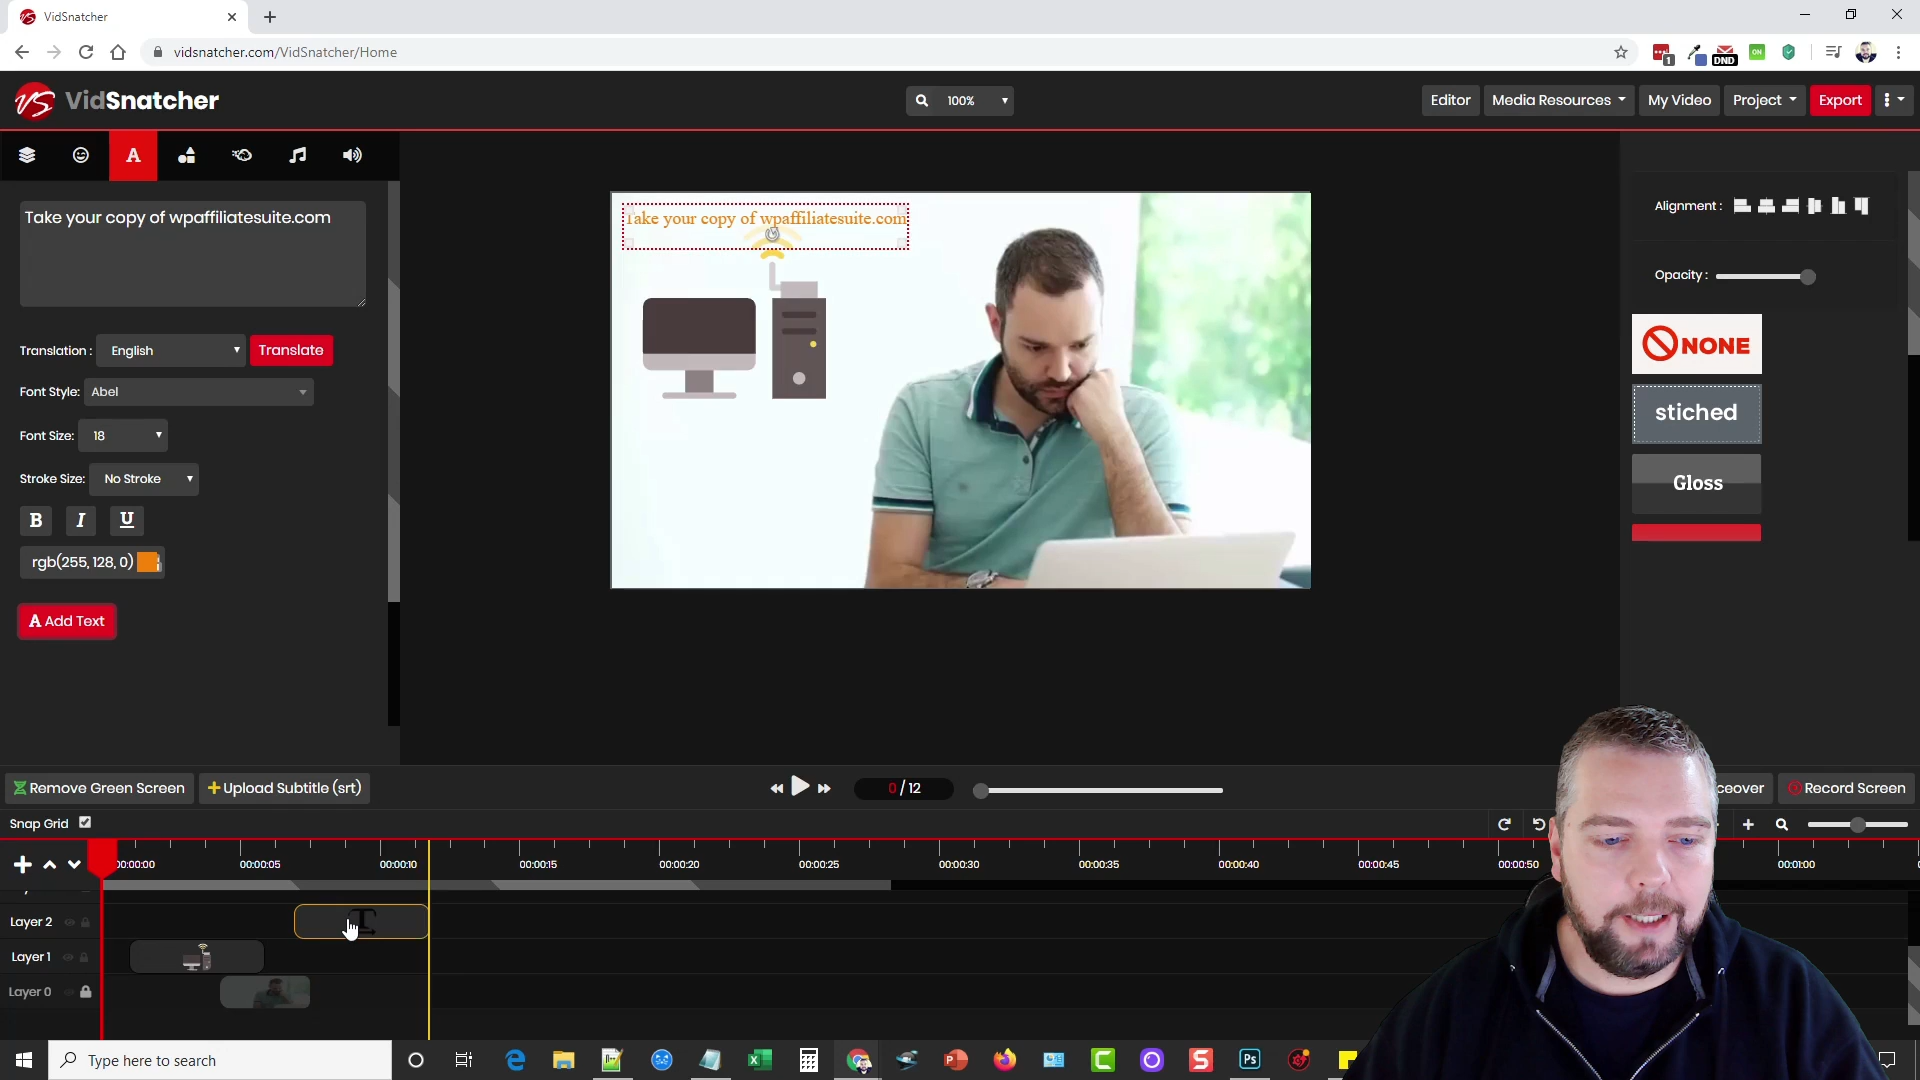 VidSnatcher
vidsnatcher.com/VidSnatcher/Home
1
DND
ON
VS VidSnatcher
100%
Editor
Media Resources
My Video
Project
Export
A
Take your copy of wpaffiliatesuite.com
Take your copy of wpaffiliatesuite.com
Alignment :
Opacity :
Translation :
English
Translate
Font Style:
Abel
Font Size:
18
Stroke Size:
No Stroke
B
I
U
rgb(255, 128, 0)
A Add Text
NONE
stiched
Gloss
Remove Green Screen
Upload Subtitle (srt)
0 / 12
ceover
Record Screen
Snap Grid
00:00:00
00:00:05
00:00:10
00:00:15
00:00:20
00:00:25
00:00:30
00:00:35
00:00:40
00:00:45
00:00:50
00:01:00
Layer 2
Layer 1
Layer 0
Type here to search